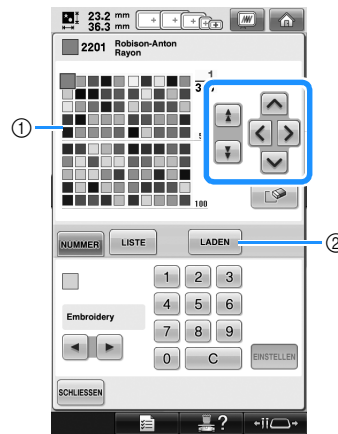 23.2 mm
36.3 mm
2201 Robison-Anton
Rayon
1
3
①
5
100
NUMMER LISTE LADEN
②
1 2 3
Embroidery
4 5 6
7 8 9
0 C EINSTELLEN
SCHLIESSEN
?